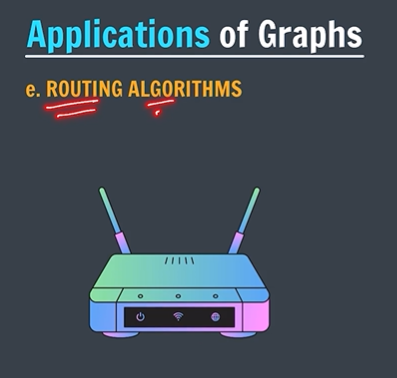 Applications of Graphs
e. ROUTING ALGORITHMS